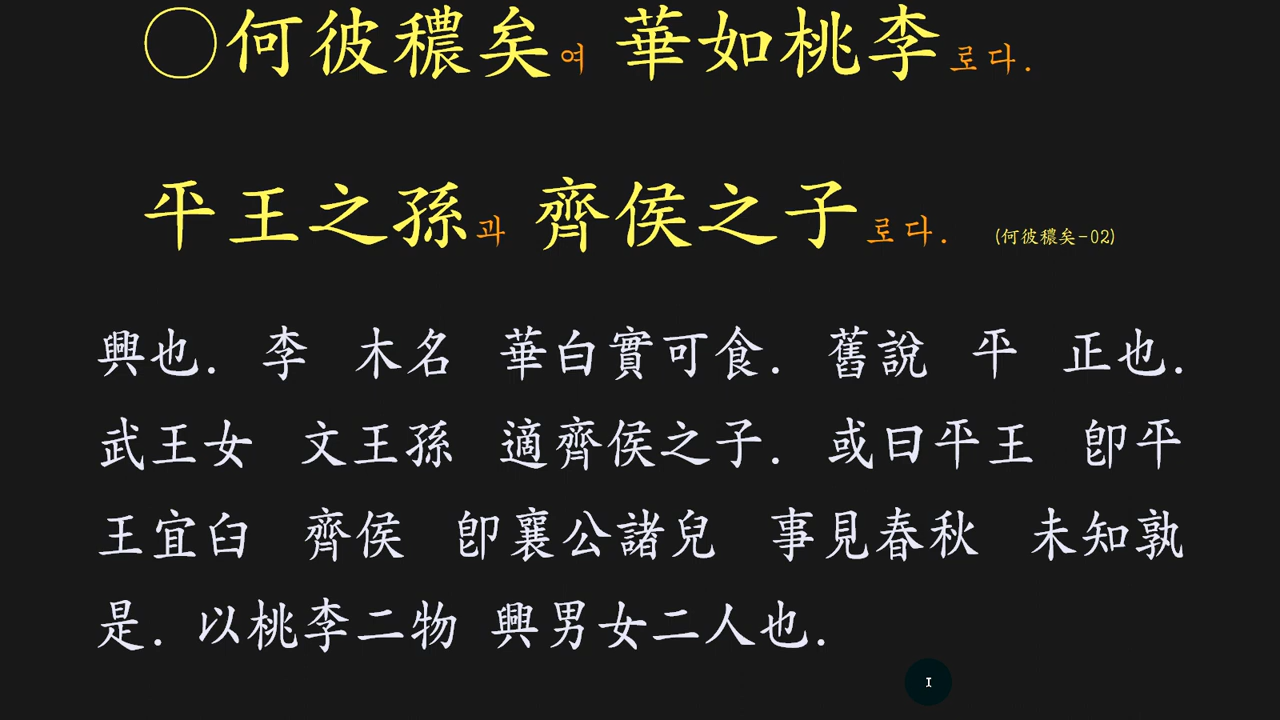 ○何彼穠矣여 華如桃李로다.
平王之孫과 齊侯之子로다. (何彼穠矣-02)
興也. 李 木名 華白實可食. 舊說 平 正也.
武王女 文王孫 適齊侯之子. 或曰平王 卽平
王宜臼 齊侯 卽襄公諸兒 事見春秋 未知孰
是. 以桃李二物 興男女二人也.